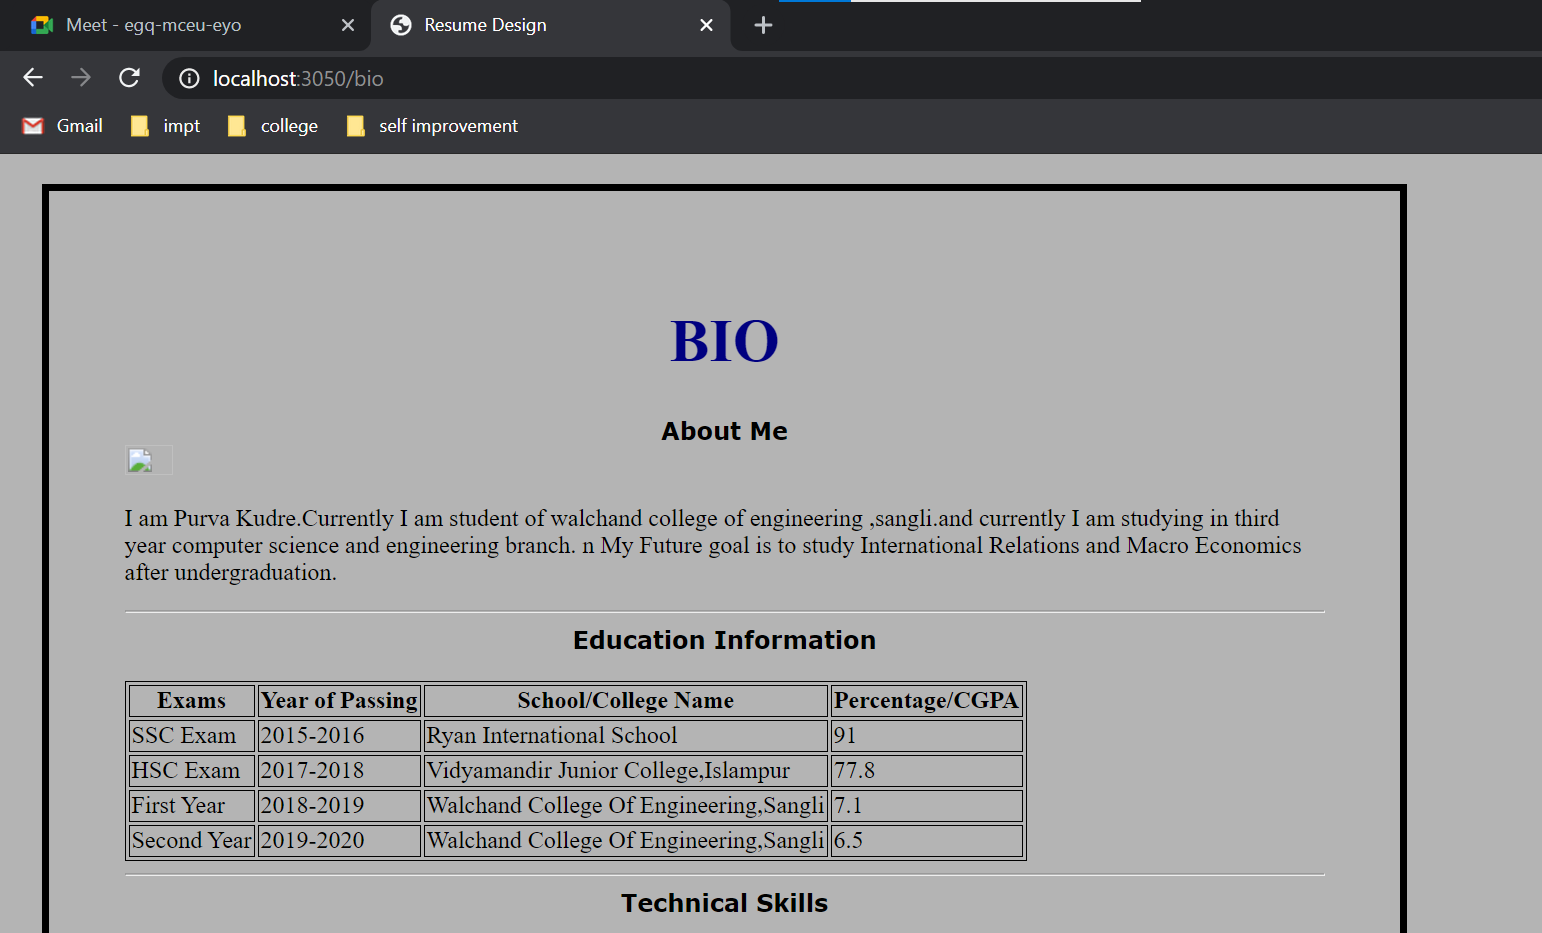 Meet - egq-mceu-eyo
Resume Design
localhost:3050/bio
Gmail impt college self improvement
BIO
About Me
I am Purva Kudre.Currently I am student of walchand college of engineering ,sangli.and currently I am studying in third
year computer science and engineering branch. n My Future goal is to study International Relations and Macro Economics
after undergraduation.
Education Information
Exams Year of Passing School/College Name Percentage/CGPA
SSC Exam 2015-2016 Ryan International School 91
HSC Exam 2017-2018 Vidyamandir Junior College,Islampur 77.8
First Year 2018-2019 Walchand College Of Engineering,Sangli 7.1
Second Year 2019-2020 Walchand College Of Engineering,Sangli 6.5
Technical Skills